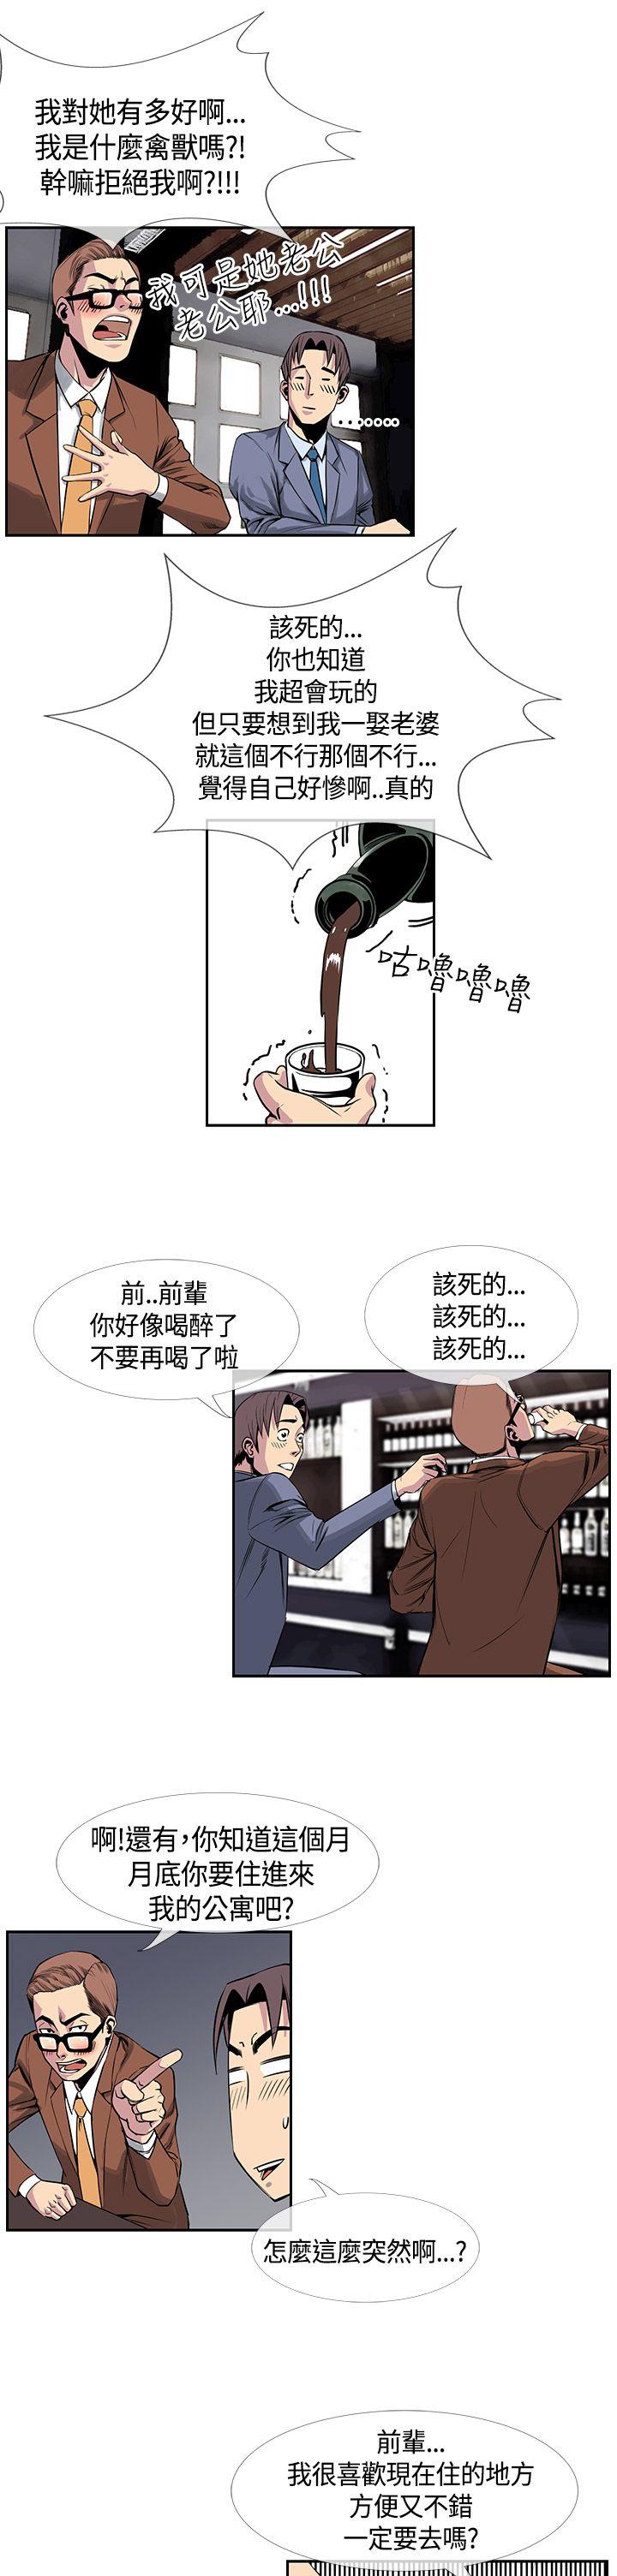 我對她有多好啊...
我是什麼禽獸嗎?!
幹嘛拒絕我啊?!!!
我可是她老公
老公耶...!!!
.......
該死的...
你也知道
我超會玩的
但只要想到我一娶老婆
就這個不行那個不行...
覺得自己好慘啊..真的
咕嚕嚕嚕
前..前輩
你好像喝醉了
不要再喝了啦
該死的...
該死的...
該死的...
啊!還有,你知道這個月
月底你要住進來
我的公寓吧?
怎麼這麼突然啊...?
前輩...
我很喜歡現在住的地方
方便又不錯
一定要去嗎?